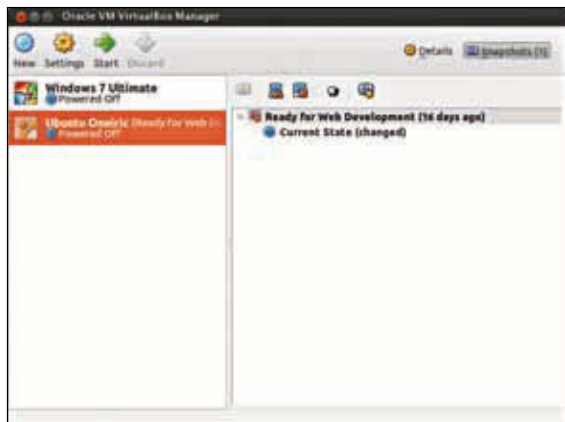 Oracle VM VirtualBox Manager
New Settings Start Discard
Details Snapshots (1)
Windows 7 Ultimate
Powered Off
Ubuntu Oneiric (Ready for Web
Powered Off
Ready for Web Development (16 days ago)
Current State (changed)